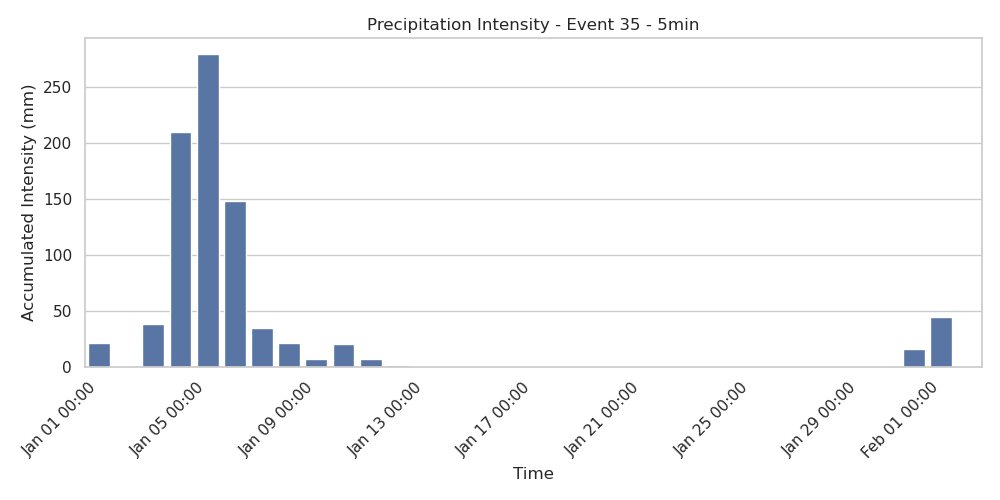 Precipitation Intensity - Event 35 - 5min
Accumulated Intensity (mm)
250
200
150
100
50
0
Jan 01 00:00
Jan 05 00:00
Jan 09 00:00
Jan 13 00:00
Jan 17 00:00
Jan 21 00:00
Jan 25 00:00
Jan 29 00:00
Feb 01 00:00
Time